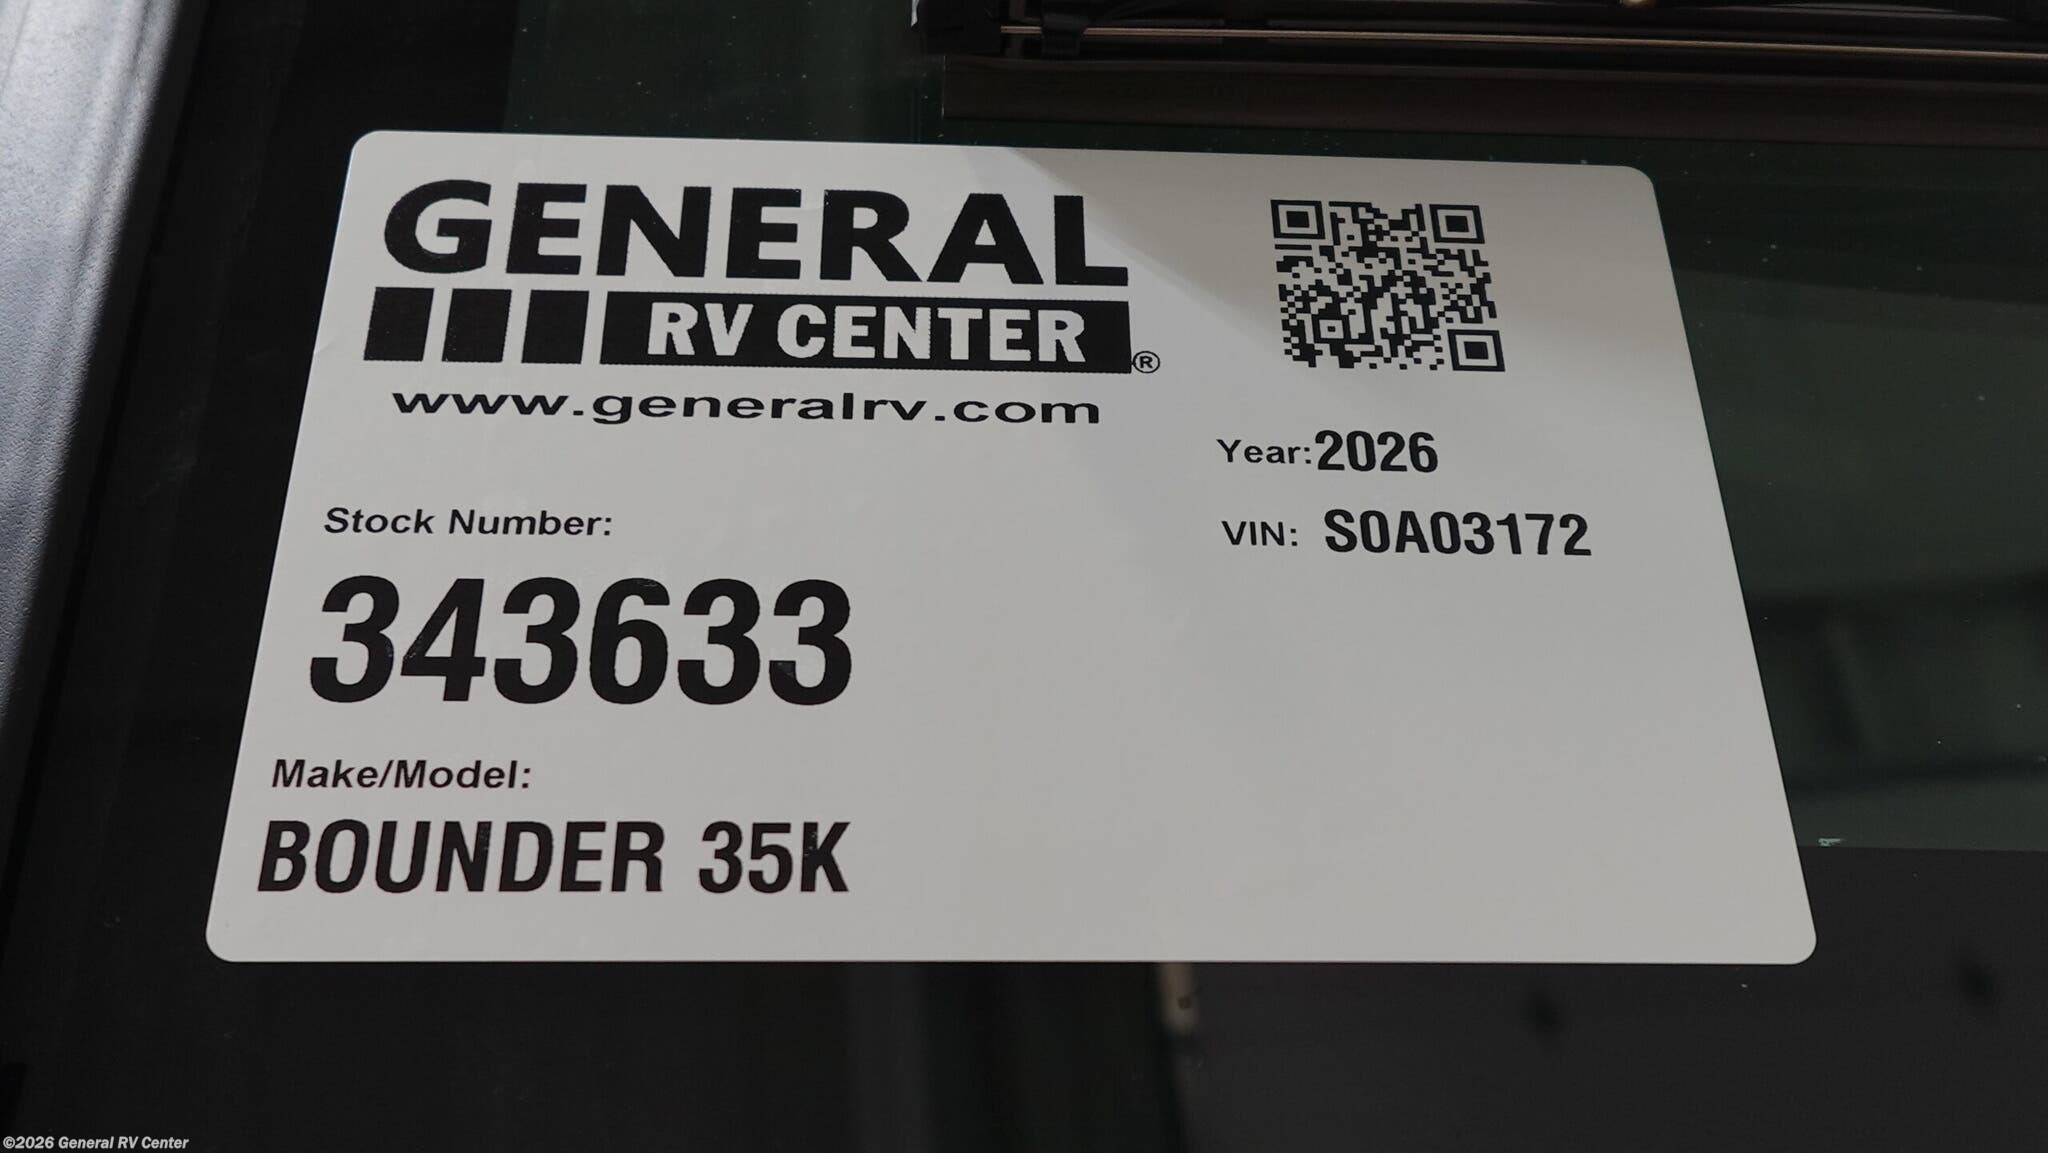 GENERAL
RV CENTER®
www.generalrv.com
Year: 2026
VIN: S0A03172
Stock Number:
343633
Make/Model:
BOUNDER 35K
©2026 General RV Center